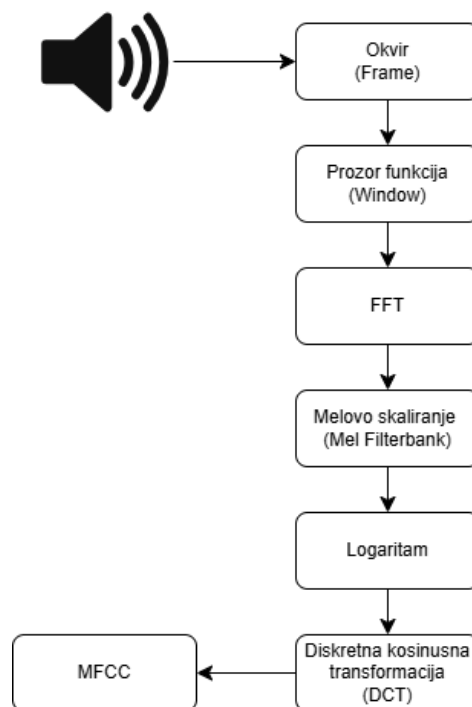 Okvir
(Frame)
Prozor funkcija
(Window)
FFT
Melovo skaliranje
(Mel Filterbank)
Logaritam
Diskretna kosinusna
transformacija
(DCT)
MFCC